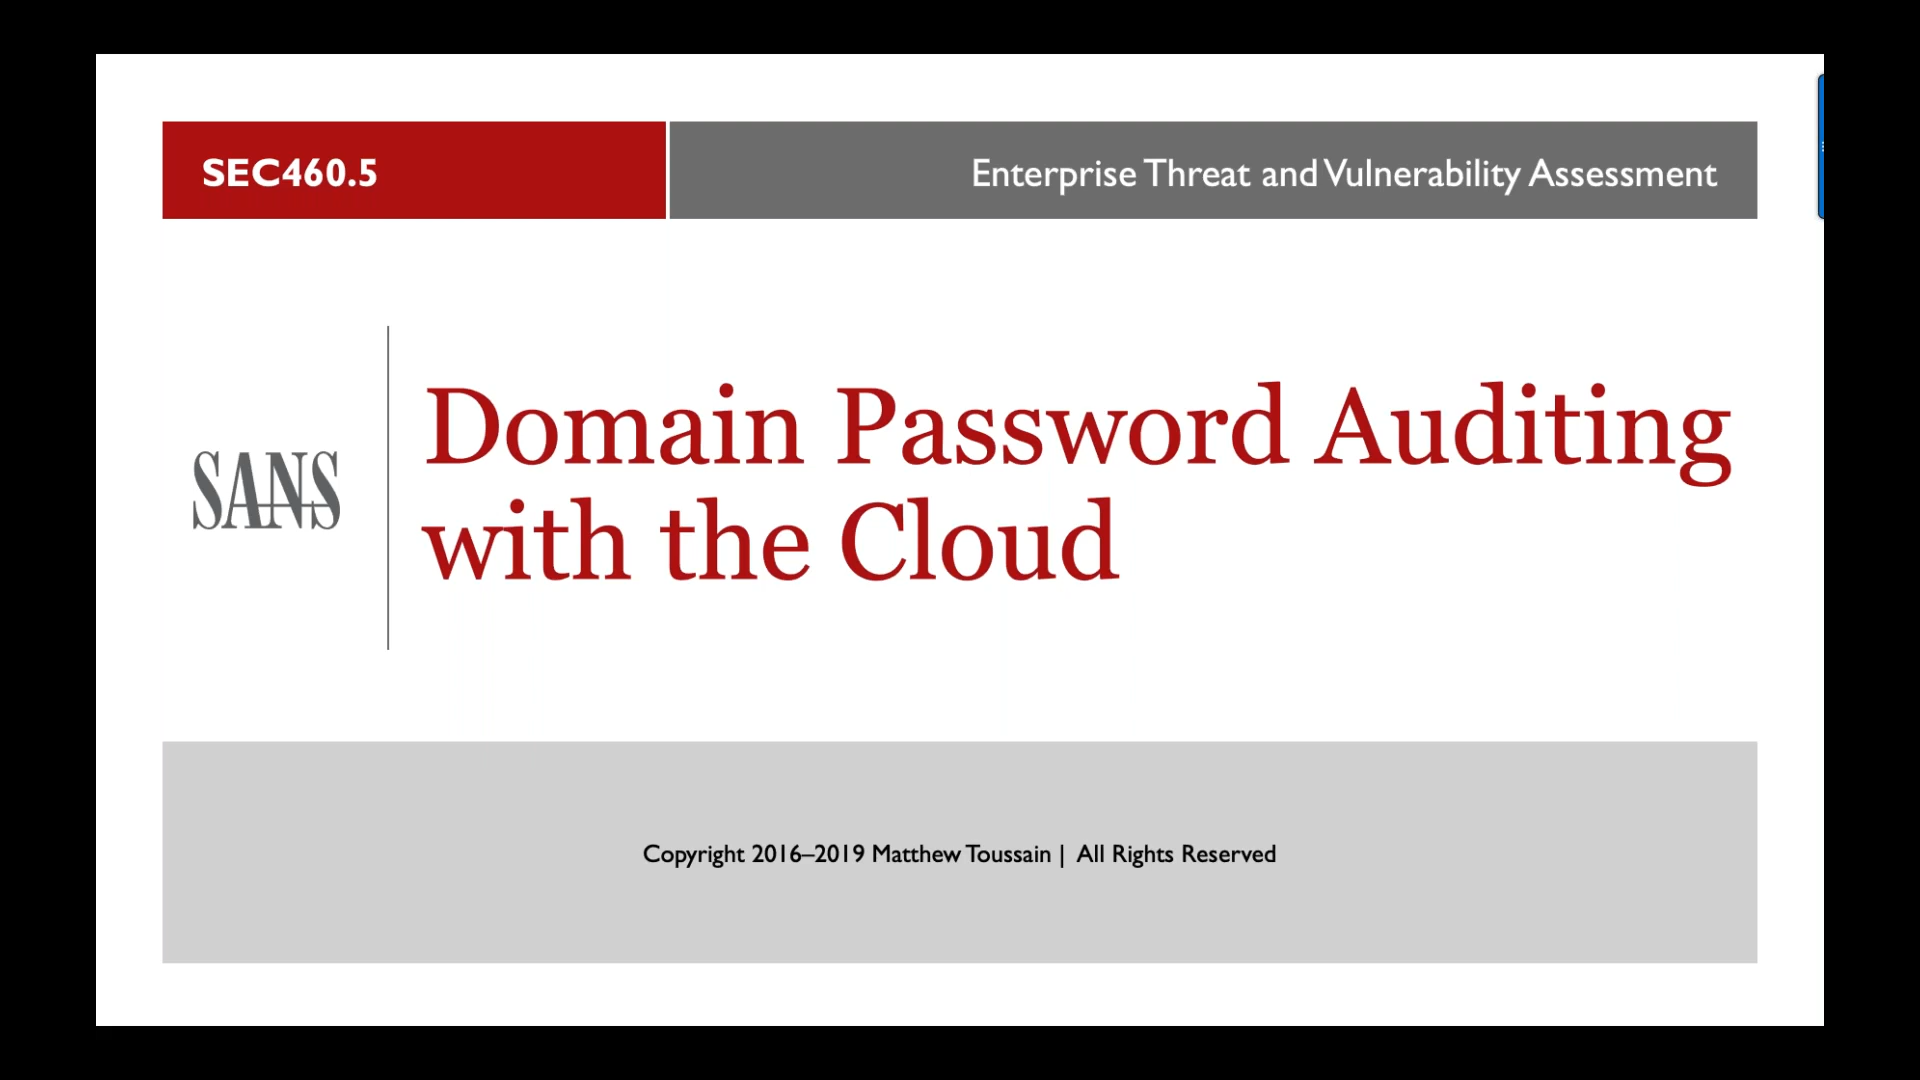 SEC460.5
Enterprise Threat and Vulnerability Assessment
SANS
Domain Password Auditing
with the Cloud
Copyright 2016–2019 Matthew Toussain | All Rights Reserved